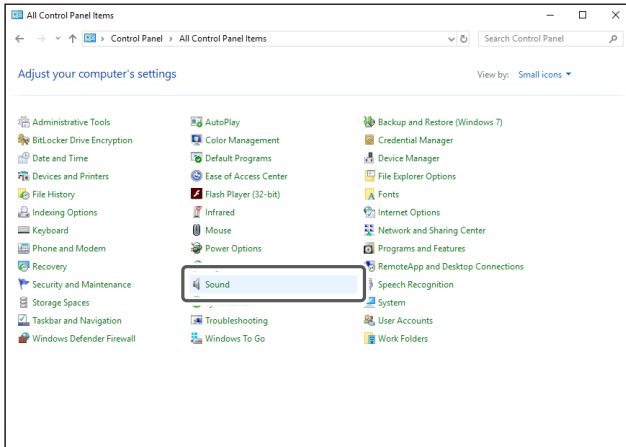 All Control Panel Items
Control Panel > All Control Panel Items
Search Control Panel
Adjust your computer's settings
View by: Small icons
Administrative Tools AutoPlay Backup and Restore (Windows 7)
BitLocker Drive Encryption Color Management Credential Manager
Date and Time Default Programs Device Manager
Devices and Printers Ease of Access Center File Explorer Options
File History Flash Player (32-bit) Fonts
Indexing Options Infrared Internet Options
Keyboard Mouse Network and Sharing Center
Phone and Modem Power Options Programs and Features
Recovery RemoteApp and Desktop Connections
Security and Maintenance Sound Speech Recognition
Storage Spaces System
Taskbar and Navigation Troubleshooting User Accounts
Windows Defender Firewall Windows To Go Work Folders